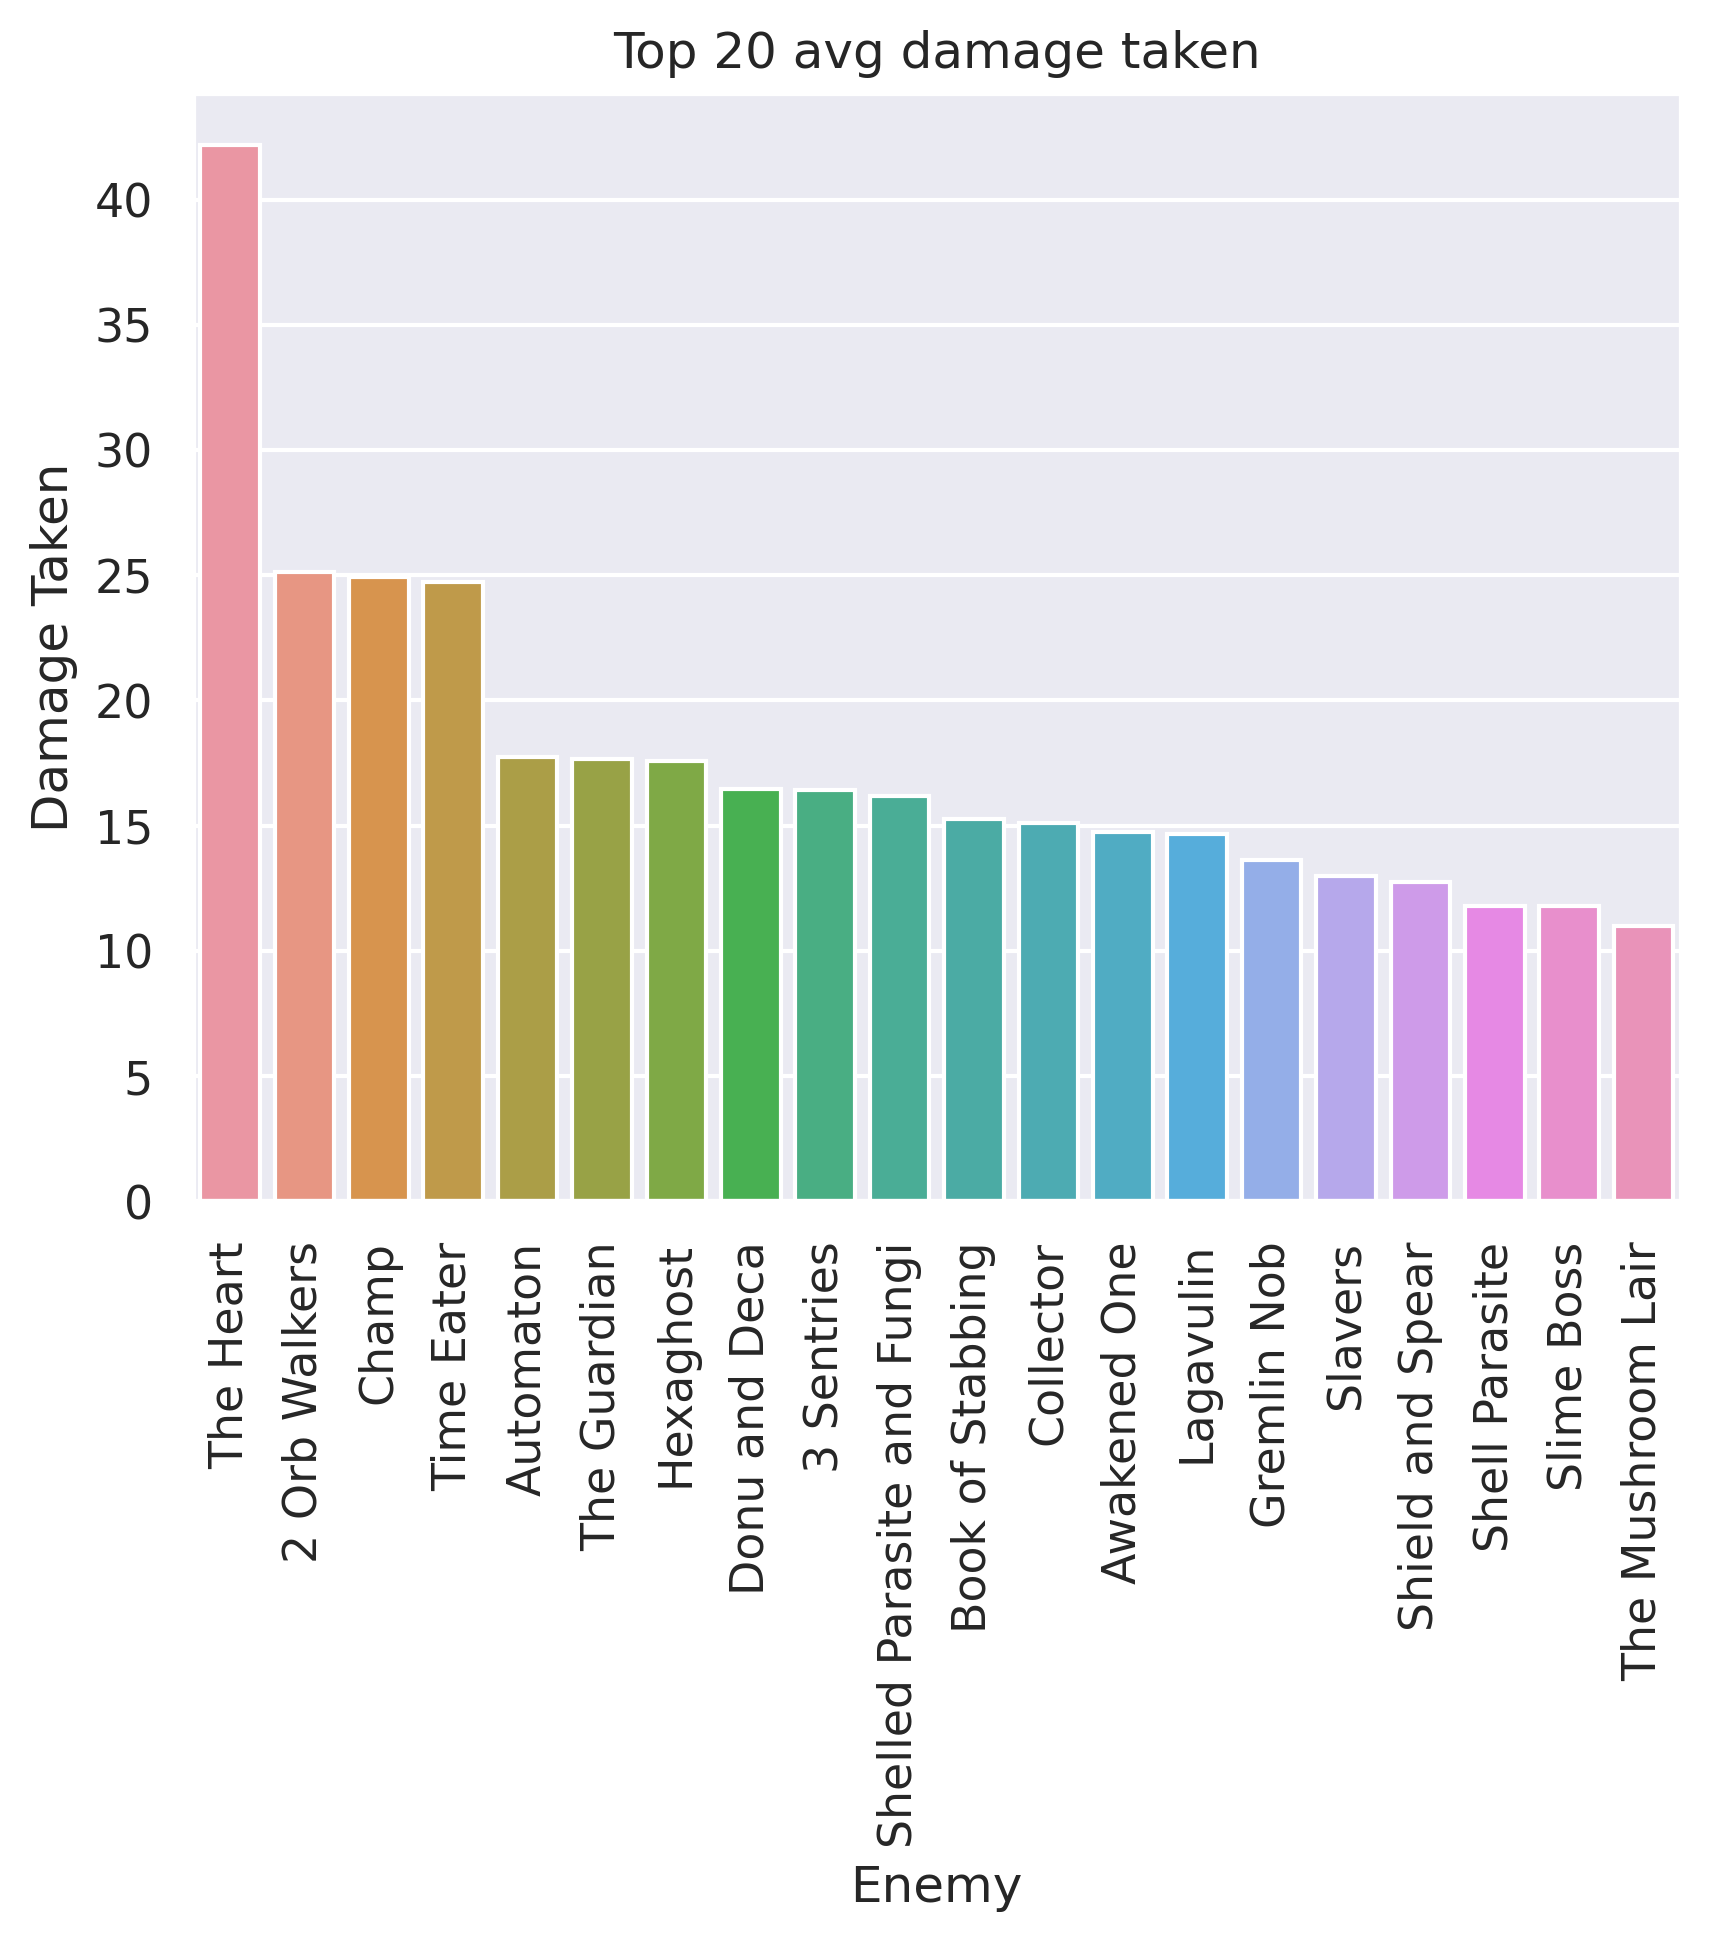 Top 20 avg damage taken
Damage Taken
40
35
30
25
20
15
10
5
0
The Heart
2 Orb Walkers
Champ
Time Eater
Automaton
The Guardian
Hexaghost
Donu and Deca
3 Sentries
Shelled Parasite and Fungi
Book of Stabbing
Collector
Awakened One
Lagavulin
Gremlin Nob
Slavers
Shield and Spear
Shell Parasite
Slime Boss
The Mushroom Lair
Enemy